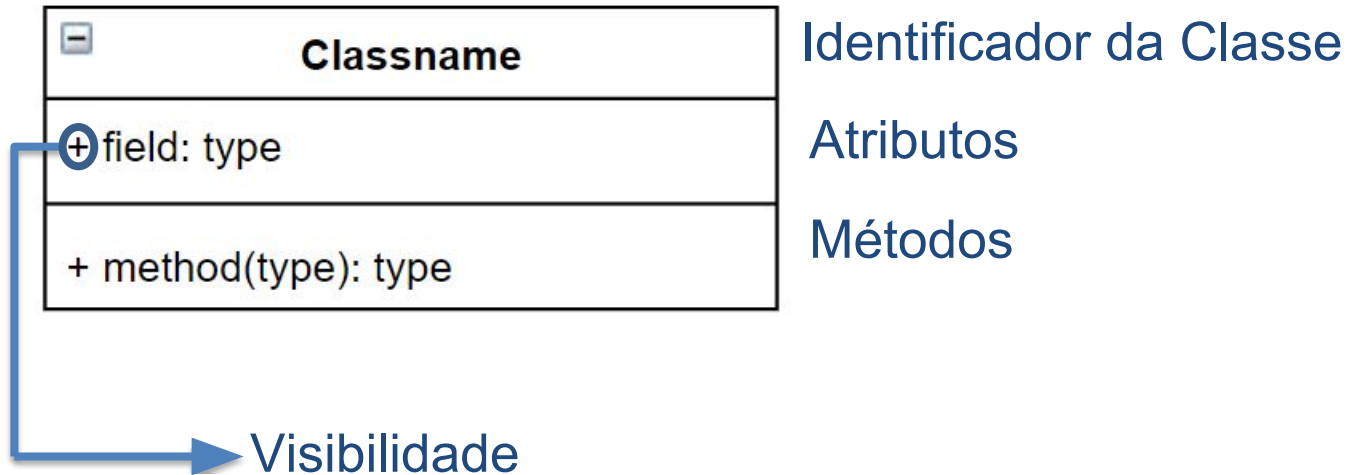 Classname
Identificador da Classe
+ field: type
Atributos
+ method(type): type
Métodos
Visibilidade